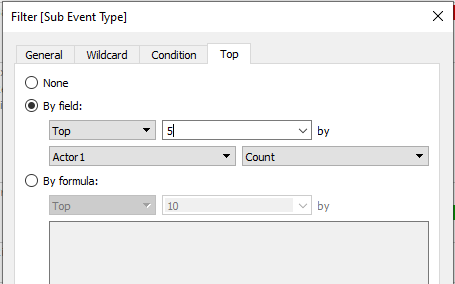 Filter [Sub Event Type]
General Wildcard Condition Top
None
By field:
Top 5 by
Actor1 Count
By formula:
Top 10 by